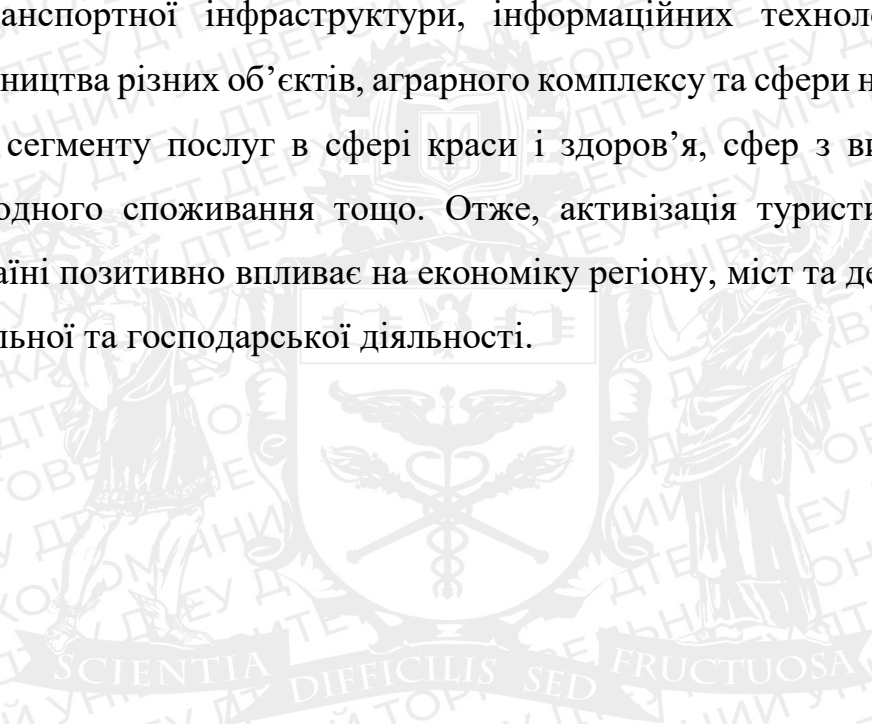 анспортної інфраструктури, інформаційних техноло
ництва різних об’єктів, аграрного комплексу та сфери н
сегменту послуг в сфері краси і здоров’я, сфер з ви
одного споживання тощо. Отже, активізація туристи
аїні позитивно впливає на економіку регіону, міст та де
льної та господарської діяльності.
SCIENTIA DIFFICILIS SED FRUCTUOSA